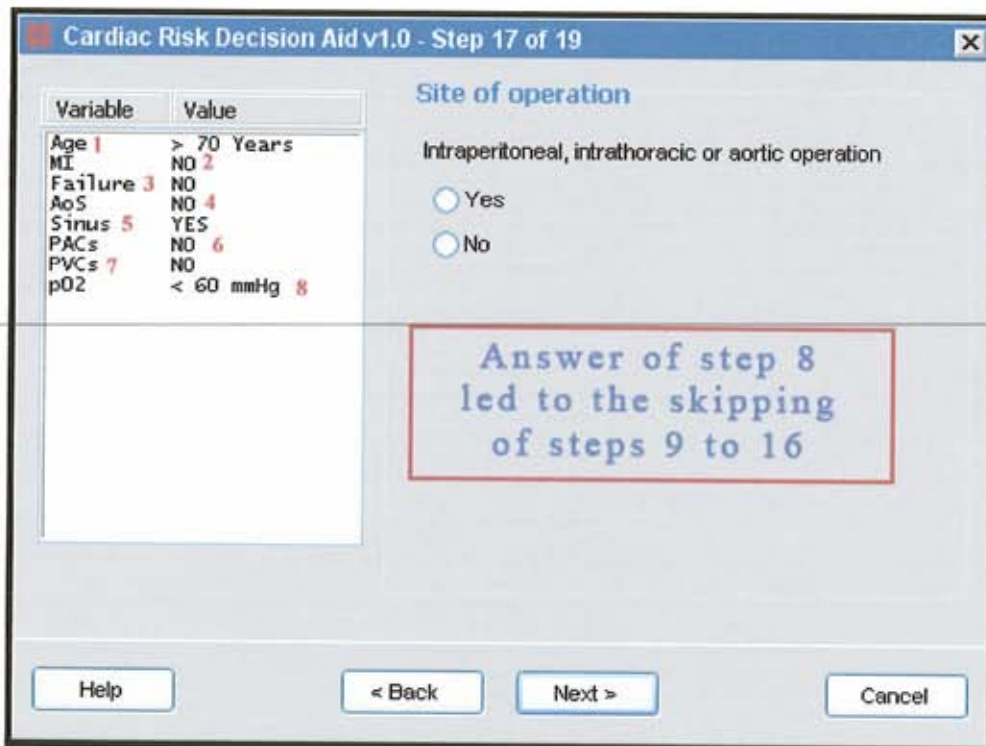 Cardiac Risk Decision Aid v1.0 - Step 17 of 19
Variable Value
Age 1 > 70 Years
MI NO 2
Failure 3 NO
AoS NO 4
Sinus 5 YES
PACs NO 6
PVCs 7 NO
pO2 < 60 mmHg 8
Site of operation
Intraperitoneal, intrathoracic or aortic operation
Yes
No
Answer of step 8
led to the skipping
of steps 9 to 16
Help
< Back
Next >
Cancel